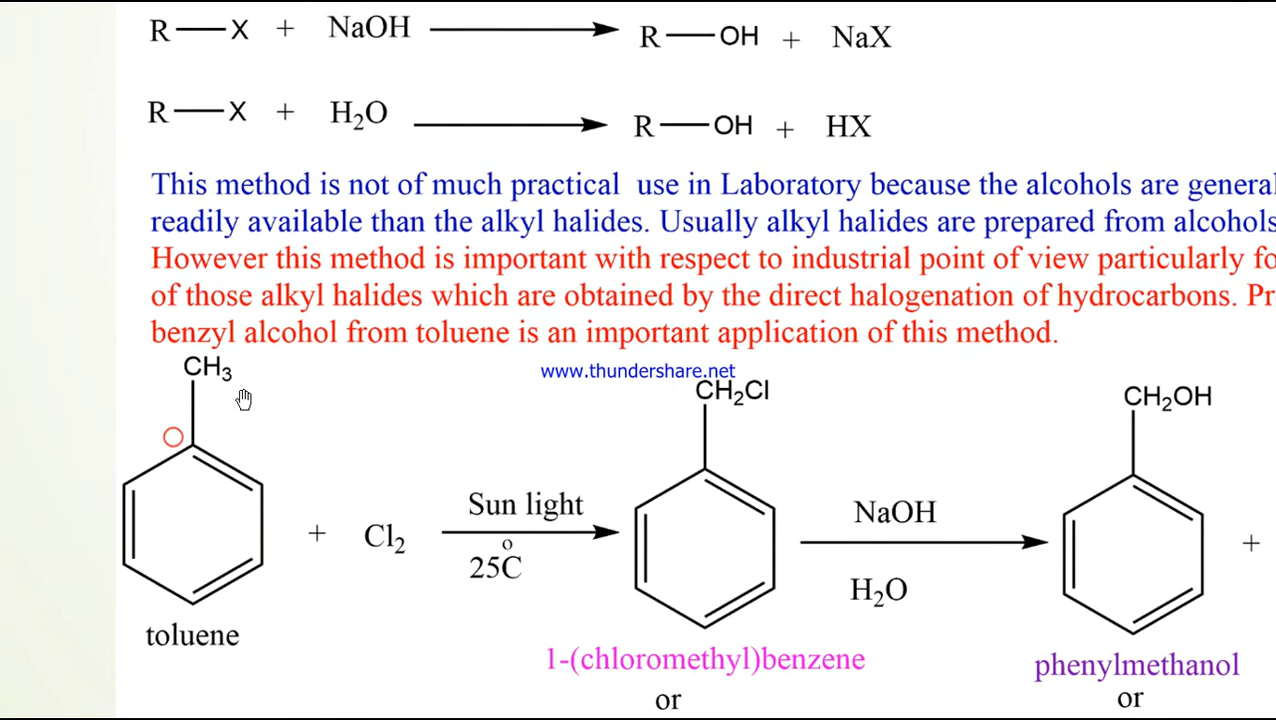 R—X + NaOH ⟶ R—OH + NaX
R—X + H₂O ⟶ R—OH + HX
This method is not of much practical use in Laboratory because the alcohols are
readily available than the alkyl halides. Usually alkyl halides are prepared from alcohols
However this method is important with respect to industrial point of view particularly
of those alkyl halides which are obtained by the direct halogenation of hydrocarbons.
benzyl alcohol from toluene is an important application of this method.
www.thundershare.net
CH₃
CH₂Cl
CH₂OH
+ Cl₂
Sun light
25°C
NaOH
H₂O
+
toluene
1-(chloromethyl)benzene
or
phenylmethanol
or